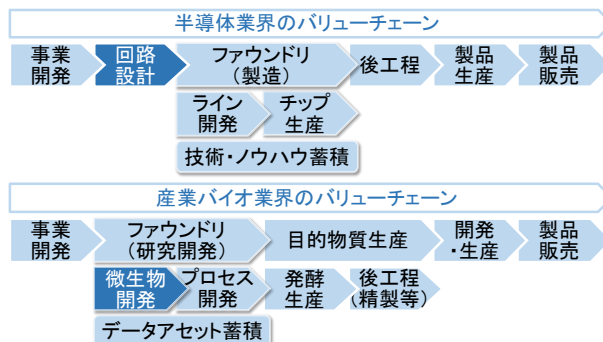 半導体業界のバリューチェーン
事業
開発
回路
設計
ファウンドリ
(製造)
後工程
製品
生産
製品
販売
ライン
開発
チップ
生産
技術・ノウハウ蓄積
産業バイオ業界のバリューチェーン
事業
開発
ファウンドリ
(研究開発)
目的物質生産
開発
・生産
製品
販売
微生物
開発
プロセス
開発
発酵
生産
後工程
(精製等)
データアセット蓄積